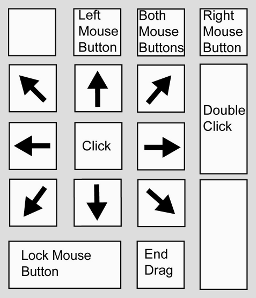 Left
Mouse
Button
Both
Mouse
Buttons
Right
Mouse
Button
Double
Click
Click
Lock Mouse
Button
End
Drag